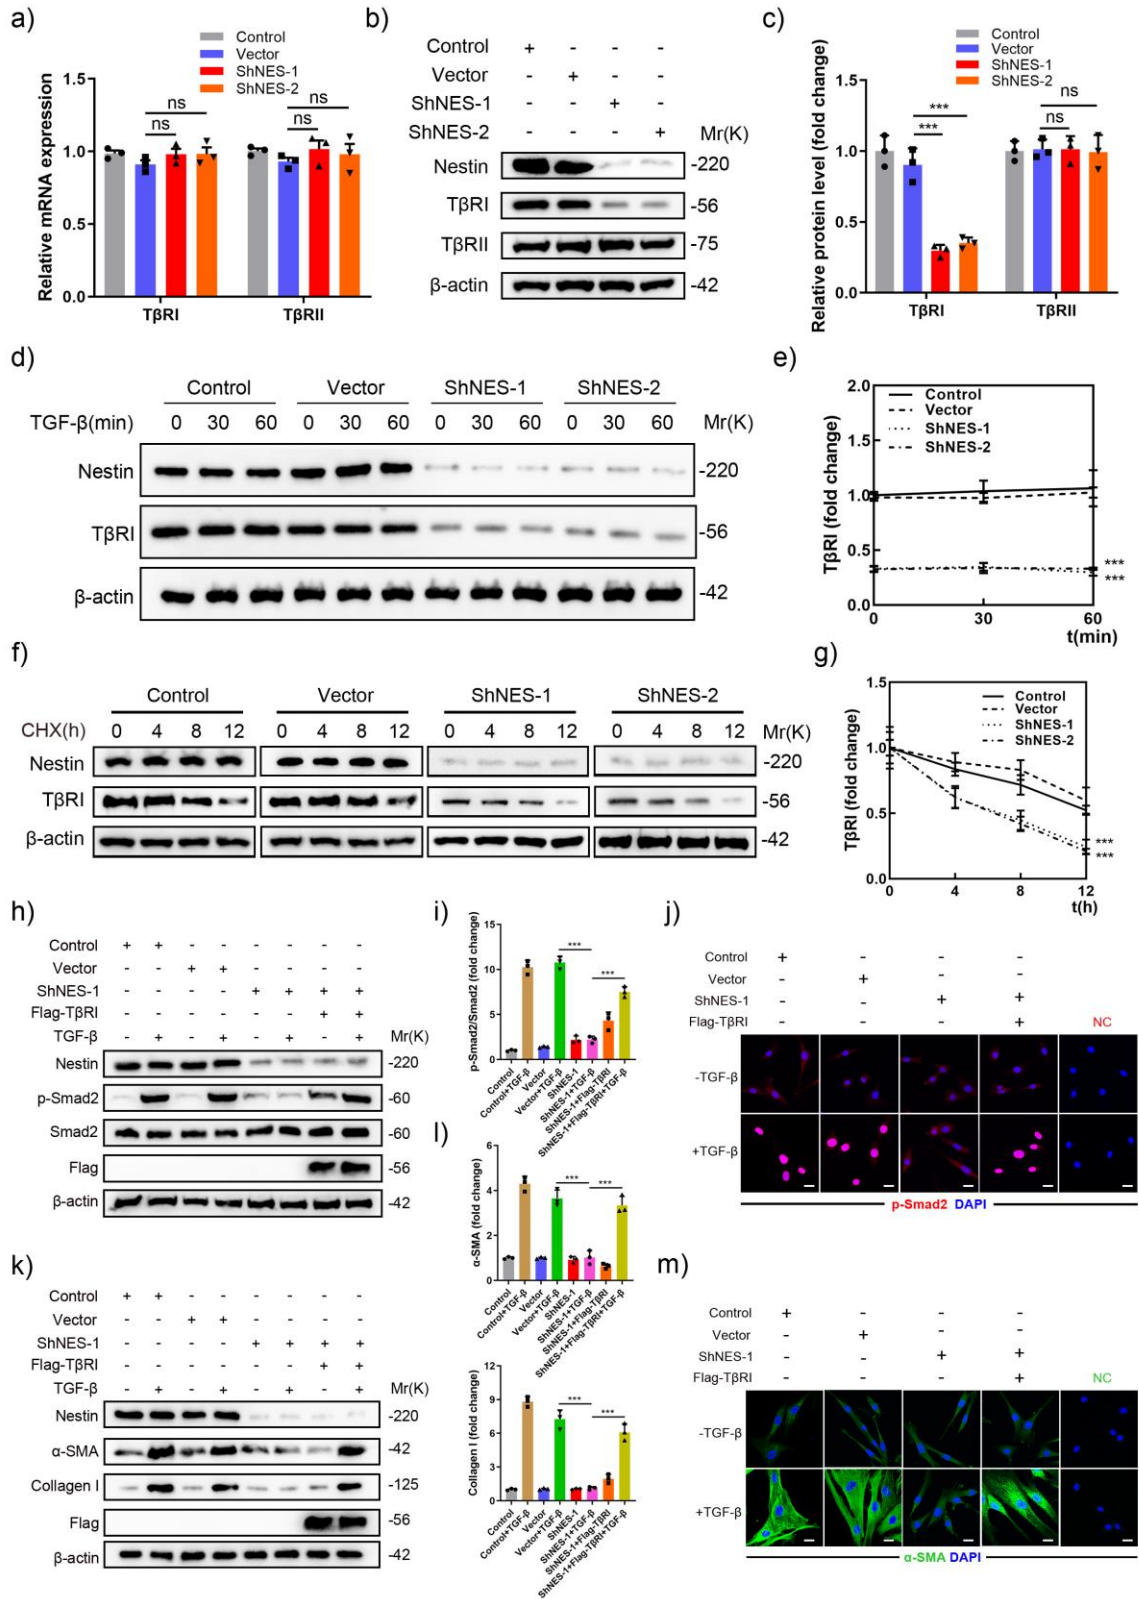 a)
Control
Vector
ShNES-1
ShNES-2
Relative mRNA expression
1.5
1.0
0.5
0.0
ns
ns
ns
ns
TβRI
TβRII
b)
Control + - - -
Vector - + - -
ShNES-1 - - + -
ShNES-2 - - - + Mr(K)
Nestin -220
TβRI -56
TβRII -75
β-actin -42
c)
Control
Vector
ShNES-1
ShNES-2
Relative protein level (fold change)
1.5
1.0
0.5
0.0
***
***
ns
ns
TβRI
TβRII
d)
Control Vector ShNES-1 ShNES-2
TGF-β(min) 0 30 60 0 30 60 0 30 60 0 30 60 Mr(K)
Nestin -220
TβRI -56
β-actin -42
e)
TβRI (fold change)
2.0
1.5
1.0
0.5
0.0
Control
Vector
ShNES-1
ShNES-2
***
***
0 30 60
t(min)
f)
Control Vector ShNES-1 ShNES-2
CHX(h) 0 4 8 12 0 4 8 12 0 4 8 12 0 4 8 12 Mr(K)
Nestin -220
TβRI -56
β-actin -42
g)
TβRI (fold change)
1.5
1.0
0.5
0.0
Control
Vector
ShNES-1
ShNES-2
***
***
0 4 8 12
t(h)
h)
Control + + - - - - - -
Vector - - + + - - - -
ShNES-1 - - - - + + + +
Flag-TβRI - - - - - - + +
TGF-β - + - + - + - + Mr(K)
Nestin -220
p-Smad2 -60
Smad2 -60
Flag -56
β-actin -42
i)
p-Smad2/Smad2 (fold change)
15
10
5
0
***
***
Control
Control+TGF-β
Vector
Vector+TGF-β
ShNES-1
ShNES-1+TGF-β
ShNES-1+Flag-TβRI
ShNES-1+Flag-TβRI+TGF-β
j)
Control + - - -
Vector - + - -
ShNES-1 - - + +
Flag-TβRI - - - + NC
-TGF-β
+TGF-β
p-Smad2 DAPI
k)
Control + + - - - - - -
Vector - - + + - - - -
ShNES-1 - - - - + + + +
Flag-TβRI - - - - - - + +
TGF-β - + - + - + - + Mr(K)
Nestin -220
α-SMA -42
Collagen I -125
Flag -56
β-actin -42
l)
α-SMA (fold change)
6
4
2
0
***
***
Control
Control+TGF-β
Vector
Vector+TGF-β
ShNES-1
ShNES-1+TGF-β
ShNES-1+Flag-TβRI
ShNES-1+Flag-TβRI+TGF-β
Collagen I (fold change)
12
9
6
3
0
***
***
Control
Control+TGF-β
Vector
Vector+TGF-β
ShNES-1
ShNES-1+TGF-β
ShNES-1+Flag-TβRI
ShNES-1+Flag-TβRI+TGF-β
m)
Control + - - -
Vector - + - -
ShNES-1 - - + +
Flag-TβRI - - - + NC
-TGF-β
+TGF-β
α-SMA DAPI